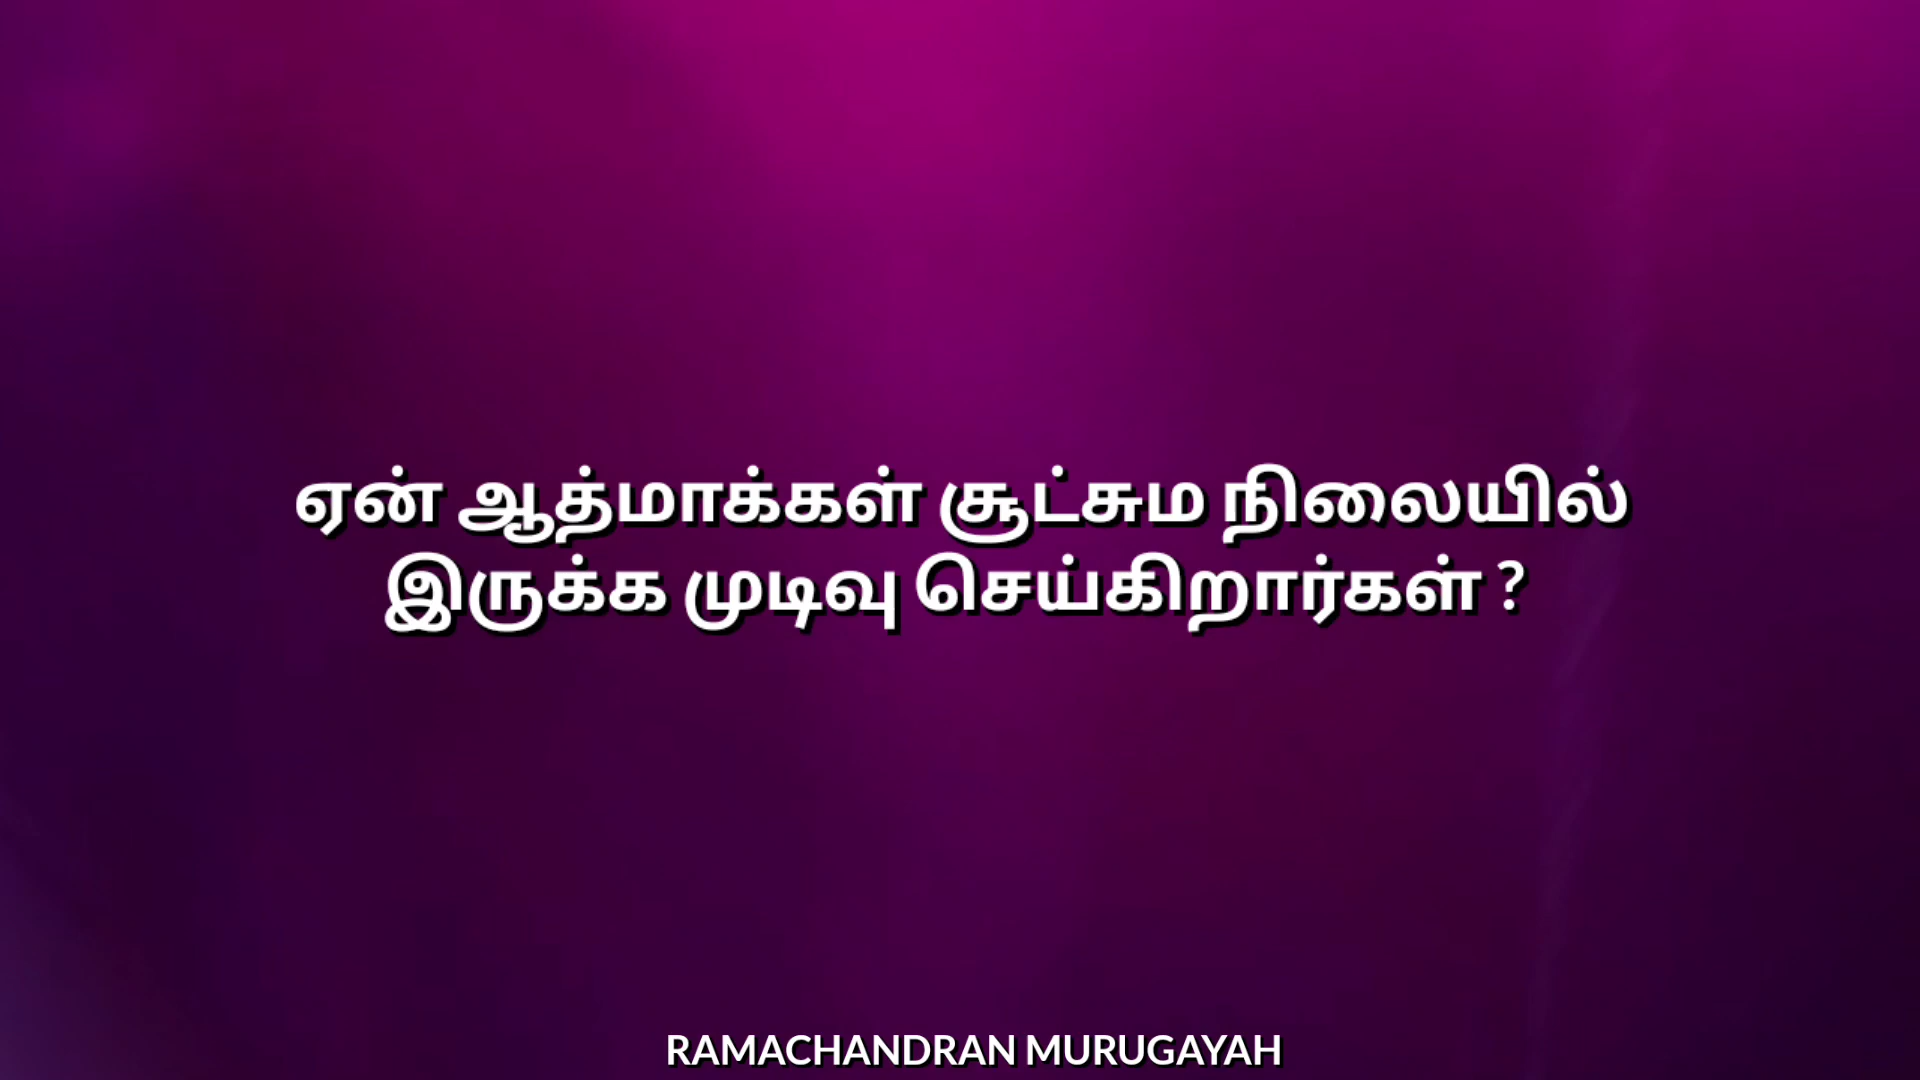 ஏன் ஆத்மாக்கள் சூட்சும நிலையில்
இருக்க முடிவு செய்கிறார்கள் ?
RAMACHANDRAN MURUGAYAH